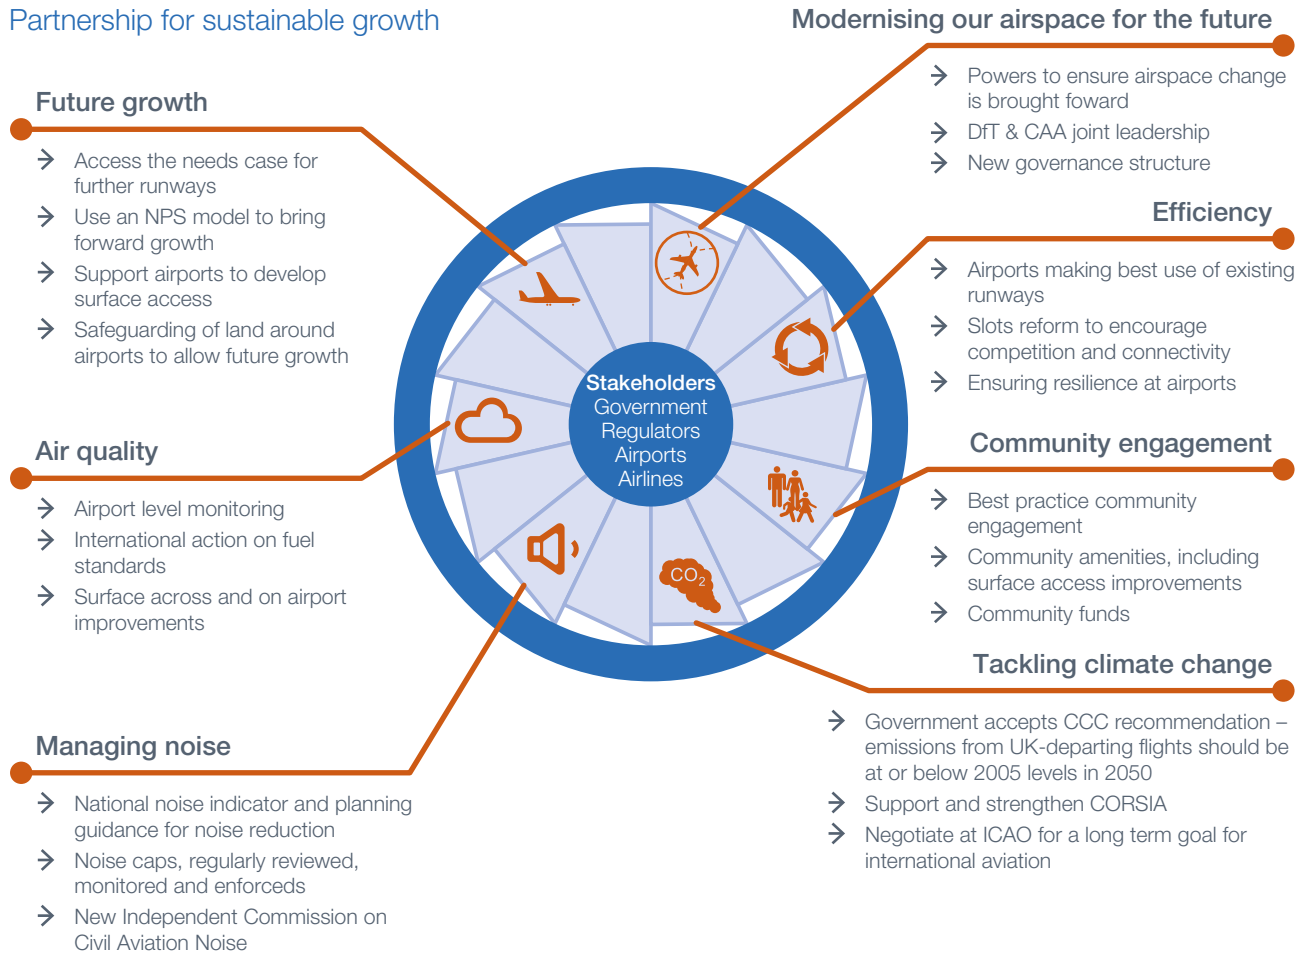 Partnership for sustainable growth
Future growth
Access the needs case for
further runways
Use an NPS model to bring
forward growth
Support airports to develop
surface access
Safeguarding of land around
airports to allow future growth
Air quality
Airport level monitoring
International action on fuel
standards
Surface across and on airport
improvements
Managing noise
National noise indicator and planning
guidance for noise reduction
Noise caps, regularly reviewed,
monitored and enforceds
New Independent Commission on
Civil Aviation Noise
Stakeholders
Government
Regulators
Airports
Airlines
CO₂
Modernising our airspace for the future
Powers to ensure airspace change
is brought foward
DfT & CAA joint leadership
New governance structure
Efficiency
Airports making best use of existing
runways
Slots reform to encourage
competition and connectivity
Ensuring resilience at airports
Community engagement
Best practice community
engagement
Community amenities, including
surface access improvements
Community funds
Tackling climate change
Government accepts CCC recommendation –
emissions from UK-departing flights should be
at or below 2005 levels in 2050
Support and strengthen CORSIA
Negotiate at ICAO for a long term goal for
international aviation